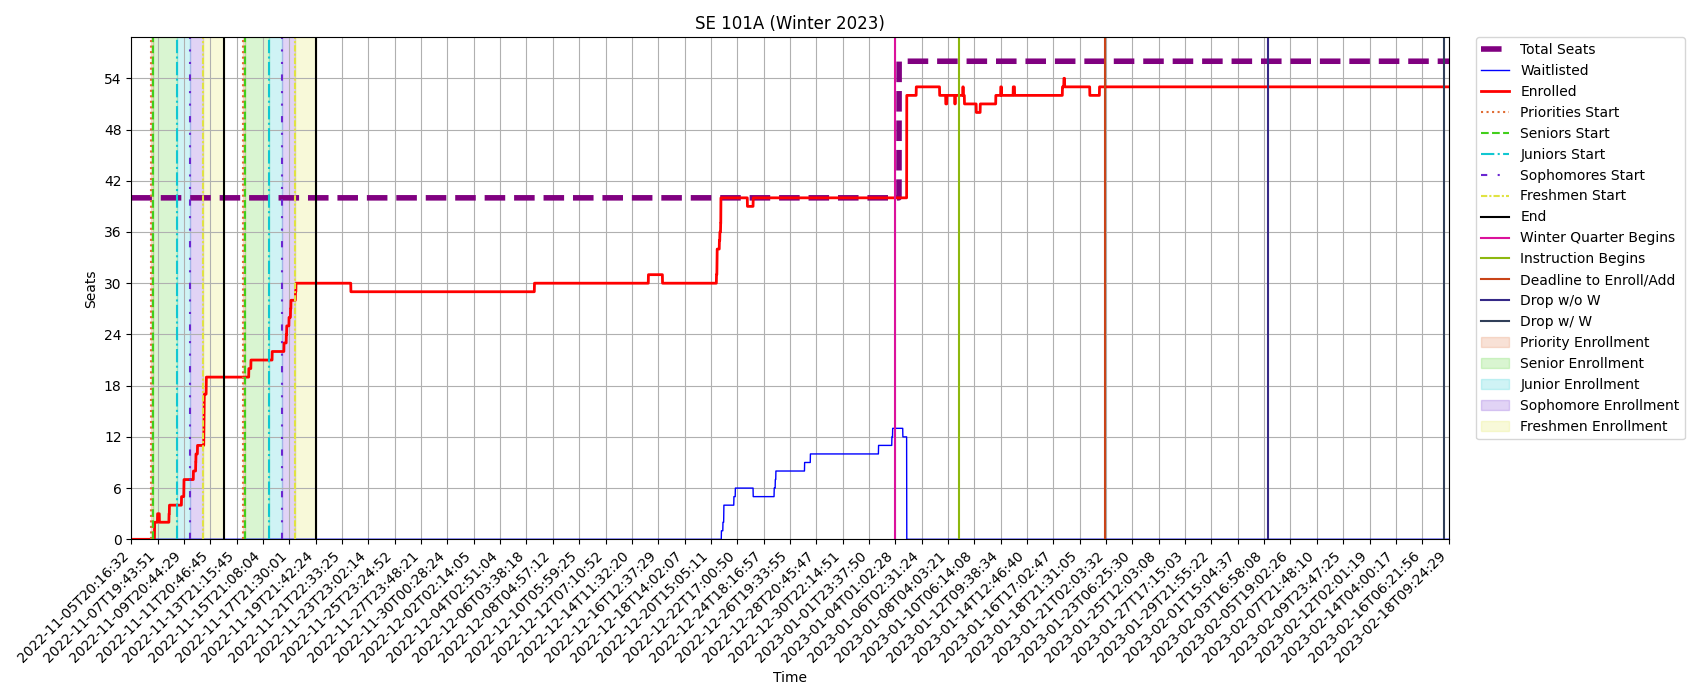 SE 101A (Winter 2023)
Seats
54
48
42
36
30
24
18
12
6
0
2022-11-05T20:16:32
2022-11-07T19:43:51
2022-11-09T20:44:29
2022-11-11T20:46:45
2022-11-13T21:15:45
2022-11-15T21:08:04
2022-11-17T21:30:01
2022-11-19T21:42:24
2022-11-21T22:33:25
2022-11-23T23:02:14
2022-11-25T23:24:52
2022-11-27T23:48:21
2022-11-30T00:28:24
2022-12-02T02:14:05
2022-12-04T02:51:04
2022-12-06T03:38:18
2022-12-08T04:57:12
2022-12-10T05:59:25
2022-12-12T07:10:52
2022-12-14T11:32:20
2022-12-16T12:37:29
2022-12-18T14:02:07
2022-12-20T15:05:11
2022-12-22T17:00:50
2022-12-24T18:16:57
2022-12-26T19:33:55
2022-12-28T20:45:47
2022-12-30T22:14:51
2023-01-01T23:37:50
2023-01-04T01:02:28
2023-01-06T02:31:24
2023-01-08T04:03:21
2023-01-10T06:14:08
2023-01-12T09:38:34
2023-01-14T12:46:40
2023-01-16T17:02:47
2023-01-18T21:31:05
2023-01-21T02:03:32
2023-01-23T06:25:30
2023-01-25T12:03:08
2023-01-27T17:15:03
2023-01-29T21:55:22
2023-02-01T15:04:37
2023-02-03T16:58:08
2023-02-05T19:02:26
2023-02-07T21:48:10
2023-02-09T23:47:25
2023-02-12T02:01:19
2023-02-14T04:00:17
2023-02-16T06:21:56
2023-02-18T09:24:29
Time
Total Seats
Waitlisted
Enrolled
Priorities Start
Seniors Start
Juniors Start
Sophomores Start
Freshmen Start
End
Winter Quarter Begins
Instruction Begins
Deadline to Enroll/Add
Drop w/o W
Drop w/ W
Priority Enrollment
Senior Enrollment
Junior Enrollment
Sophomore Enrollment
Freshmen Enrollment